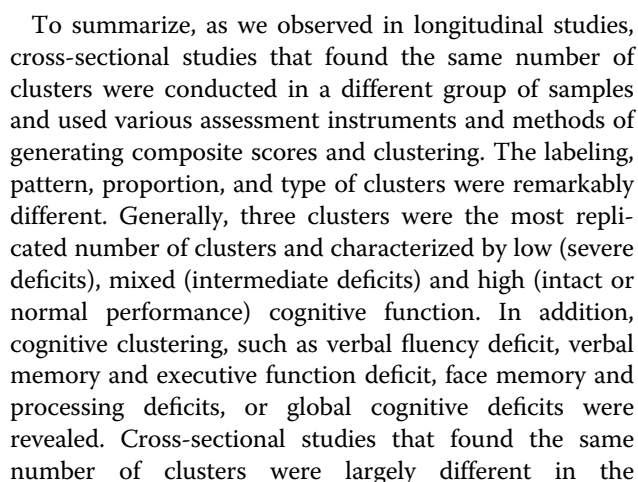 To summarize, as we observed in longitudinal studies,
cross-sectional studies that found the same number of
clusters were conducted in a different group of samples
and used various assessment instruments and methods of
generating composite scores and clustering. The labeling,
pattern, proportion, and type of clusters were remarkably
different. Generally, three clusters were the most repli-
cated number of clusters and characterized by low (severe
deficits), mixed (intermediate deficits) and high (intact or
normal performance) cognitive function. In addition,
cognitive clustering, such as verbal fluency deficit, verbal
memory and executive function deficit, face memory and
processing deficits, or global cognitive deficits were
revealed. Cross-sectional studies that found the same
number of clusters were largely different in the